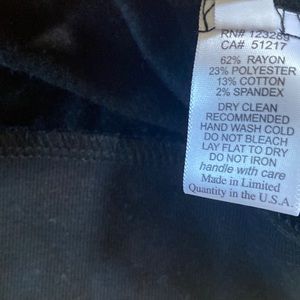 RN# 123289
CA# 51217
62% RAYON
23% POLYESTER
13% COTTON
2% SPANDEX
DRY CLEAN
RECOMMENDED
HAND WASH COLD
DO NOT BLEACH
LAY FLAT TO DRY
DO NOT IRON
handle with care
Made in Limited
Quantity in the U.S.A.